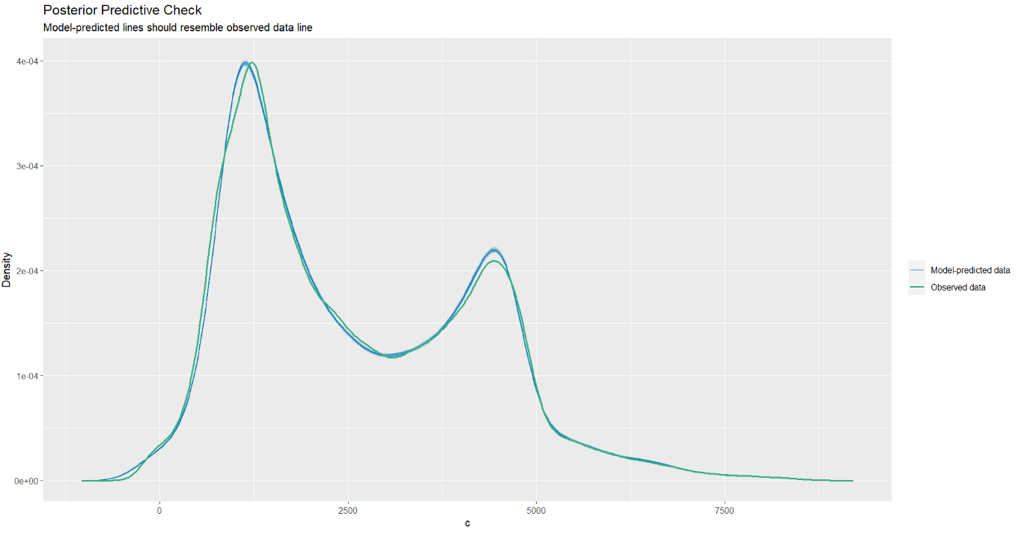 Posterior Predictive Check
Model-predicted lines should resemble observed data line
4e-04
3e-04
2e-04
1e-04
0e+00
Density
0 2500 5000 7500
c
Model-predicted data
Observed data